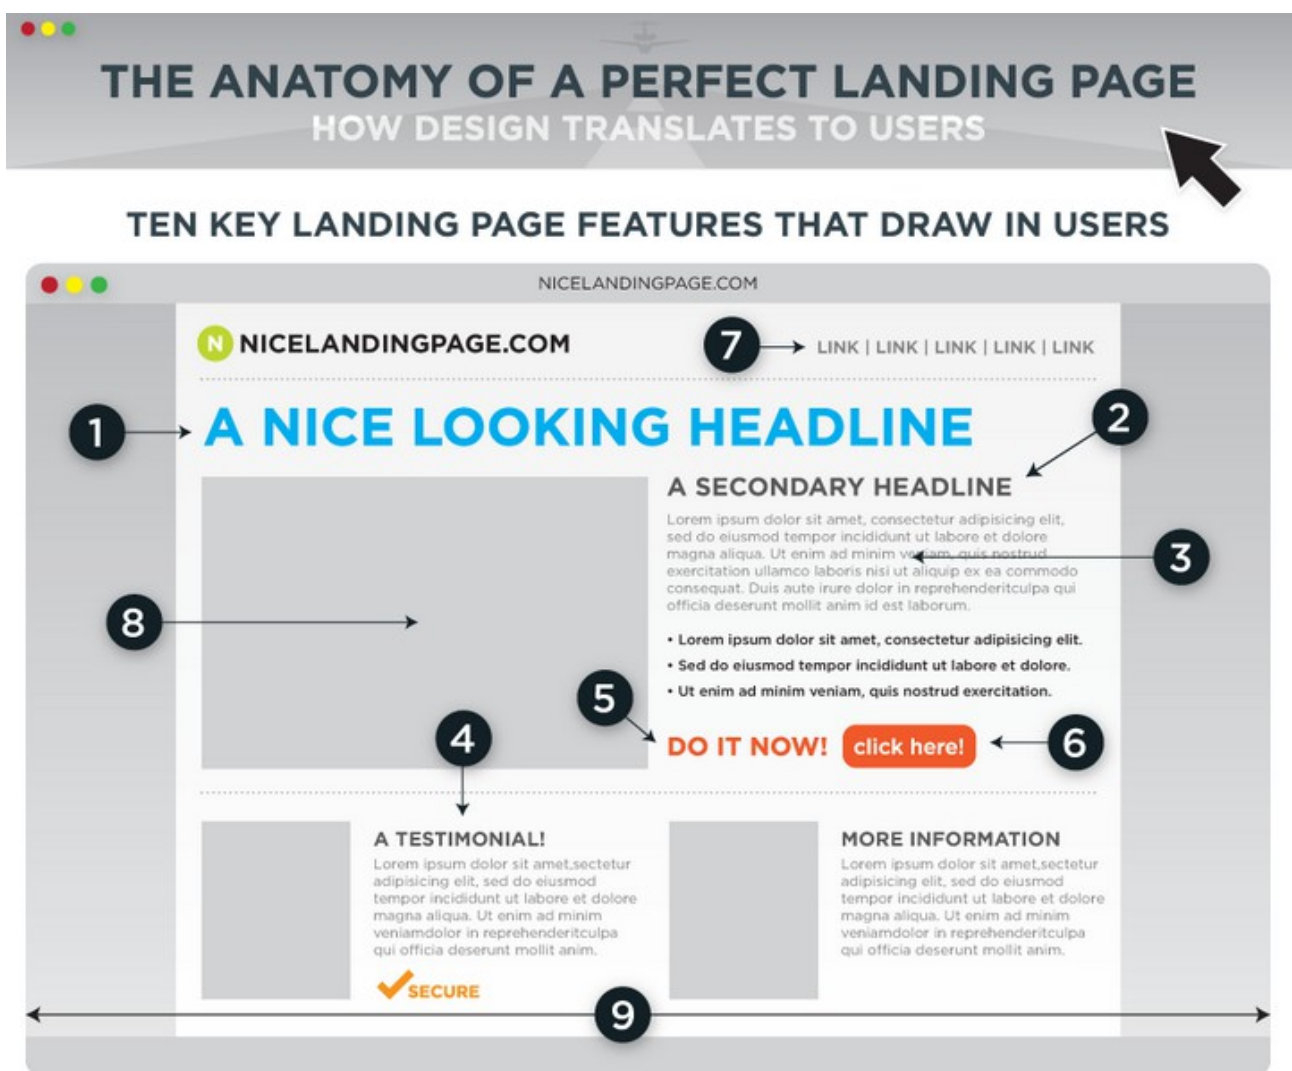 THE ANATOMY OF A PERFECT LANDING PAGE
HOW DESIGN TRANSLATES TO USERS
TEN KEY LANDING PAGE FEATURES THAT DRAW IN USERS
NICELANDINGPAGE.COM
N NICELANDINGPAGE.COM
7
LINK | LINK | LINK | LINK | LINK
1
A NICE LOOKING HEADLINE
2
A SECONDARY HEADLINE
Lorem ipsum dolor sit amet, consectetur adipisicing elit,
sed do eiusmod tempor incididunt ut labore et dolore
magna aliqua. Ut enim ad minim veniam, quis nostrud
exercitation ullamco laboris nisi ut aliquip ex ea commodo
consequat. Duis aute irure dolor in reprehenderitculpa qui
officia deserunt mollit anim id est laborum.
3
8
• Lorem ipsum dolor sit amet, consectetur adipisicing elit.
• Sed do eiusmod tempor incididunt ut labore et dolore.
• Ut enim ad minim veniam, quis nostrud exercitation.
5
DO IT NOW! click here!
6
4
A TESTIMONIAL!
Lorem ipsum dolor sit amet,sectetur
adipisicing elit, sed do eiusmod
tempor incididunt ut labore et dolore
magna aliqua. Ut enim ad minim
veniamdolor in reprehenderitculpa
qui officia deserunt mollit anim.
SECURE
MORE INFORMATION
Lorem ipsum dolor sit amet,sectetur
adipisicing elit, sed do eiusmod
tempor incididunt ut labore et dolore
magna aliqua. Ut enim ad minim
veniamdolor in reprehenderitculpa
qui officia deserunt mollit anim.
9